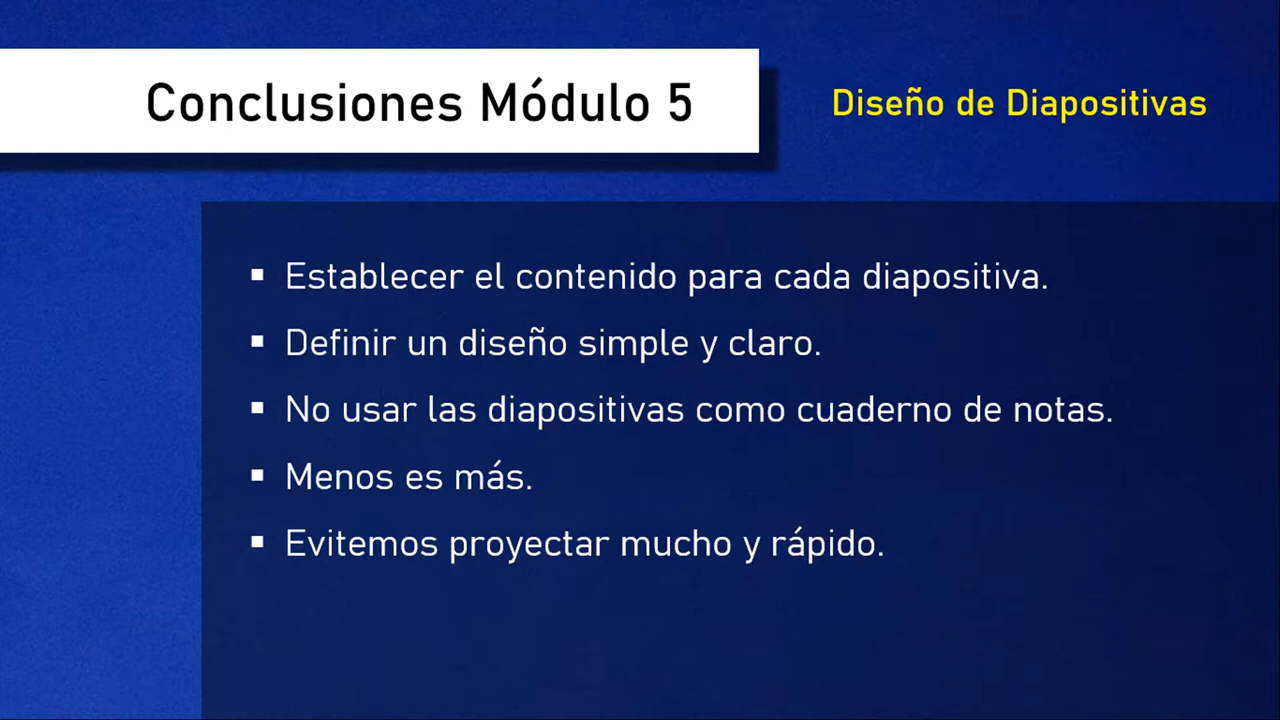 Conclusiones Módulo 5
Diseño de Diapositivas
▪ Establecer el contenido para cada diapositiva.
▪ Definir un diseño simple y claro.
▪ No usar las diapositivas como cuaderno de notas.
▪ Menos es más.
▪ Evitemos proyectar mucho y rápido.